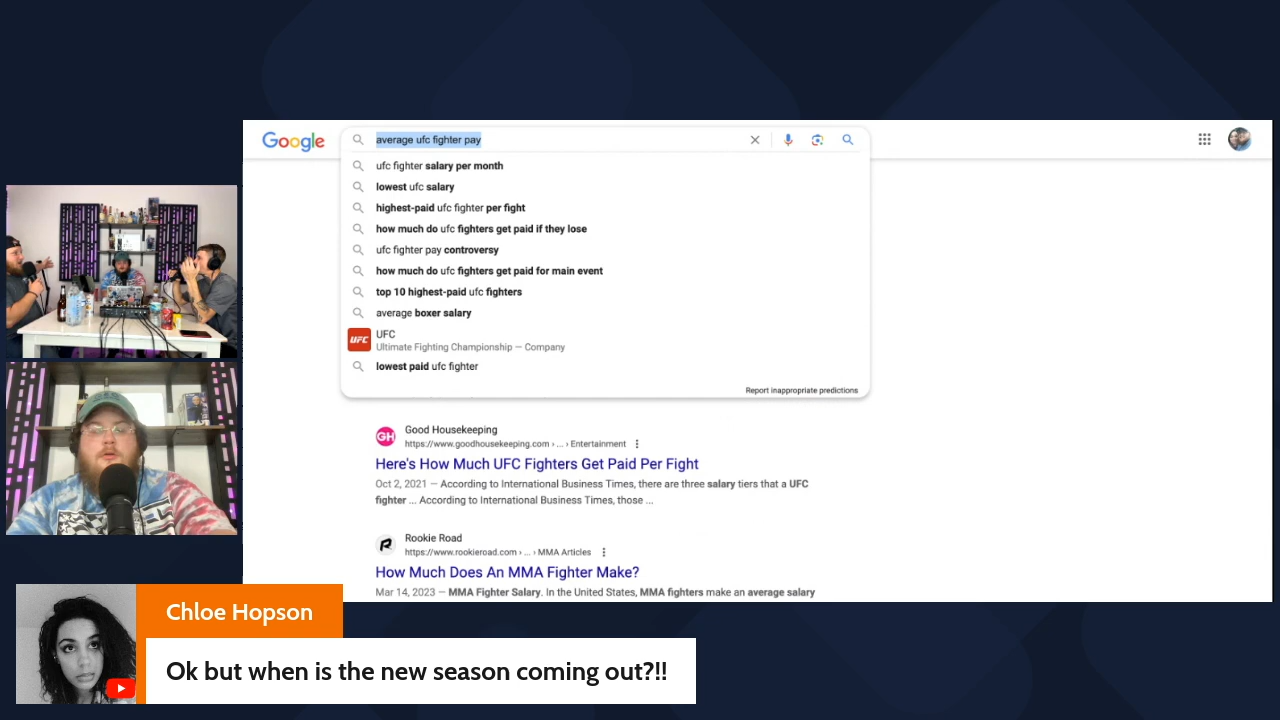 Google
average ufc fighter pay
ufc fighter salary per month
lowest ufc salary
highest-paid ufc fighter per fight
how much do ufc fighters get paid if they lose
ufc fighter pay controversy
how much do ufc fighters get paid for main event
top 10 highest-paid ufc fighters
average boxer salary
UFC
UFC
Ultimate Fighting Championship — Company
lowest paid ufc fighter
Report inappropriate predictions
GH
Good Housekeeping
https://www.goodhousekeeping.com › ... › Entertainment
Here's How Much UFC Fighters Get Paid Per Fight
Oct 2, 2021 — According to International Business Times, there are three salary tiers that a UFC
fighter ... According to International Business Times, those ...
Rookie Road
https://www.rookieroad.com › ... › MMA Articles
How Much Does An MMA Fighter Make?
Mar 14, 2023 — MMA Fighter Salary. In the United States, MMA fighters make an average salary
Chloe Hopson
Ok but when is the new season coming out?!!